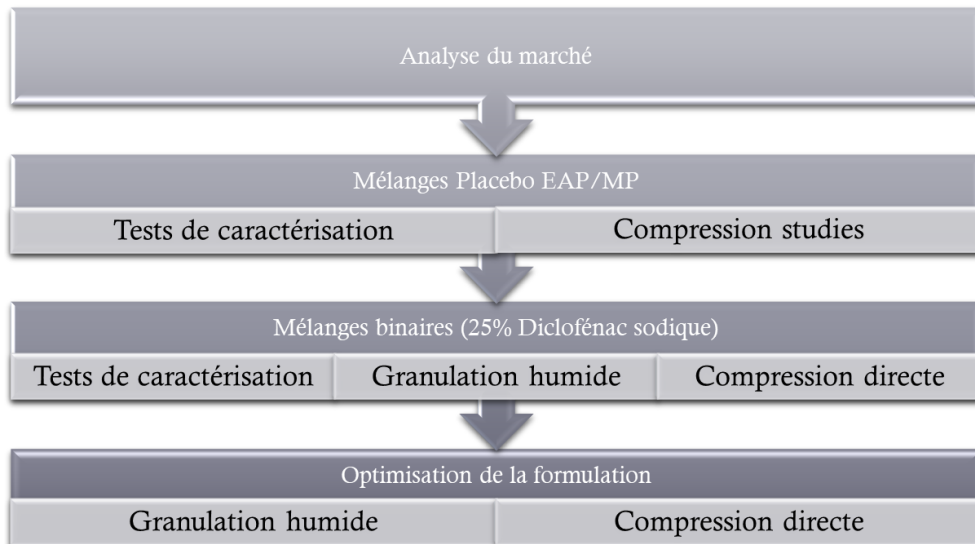 Analyse du marché
Mélanges Placebo EAP/MP
Tests de caractérisation
Compression studies
Mélanges binaires (25% Diclofénac sodique)
Tests de caractérisation
Granulation humide
Compression directe
Optimisation de la formulation
Granulation humide
Compression directe